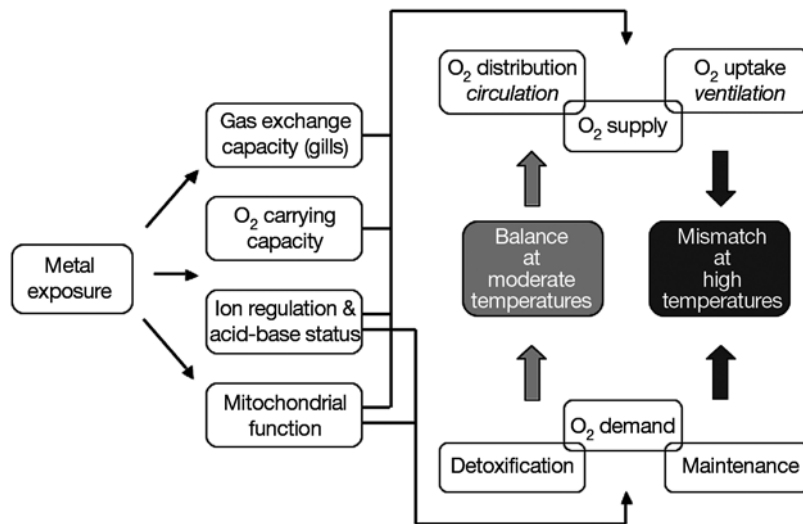 O₂ distribution
circulation
O₂ uptake
ventilation
O₂ supply
Gas exchange
capacity (gills)
O₂ carrying
capacity
Metal
exposure
Ion regulation &
acid-base status
Mitochondrial
function
Balance
at
moderate
temperatures
Mismatch
at
high
temperatures
O₂ demand
Detoxification
Maintenance